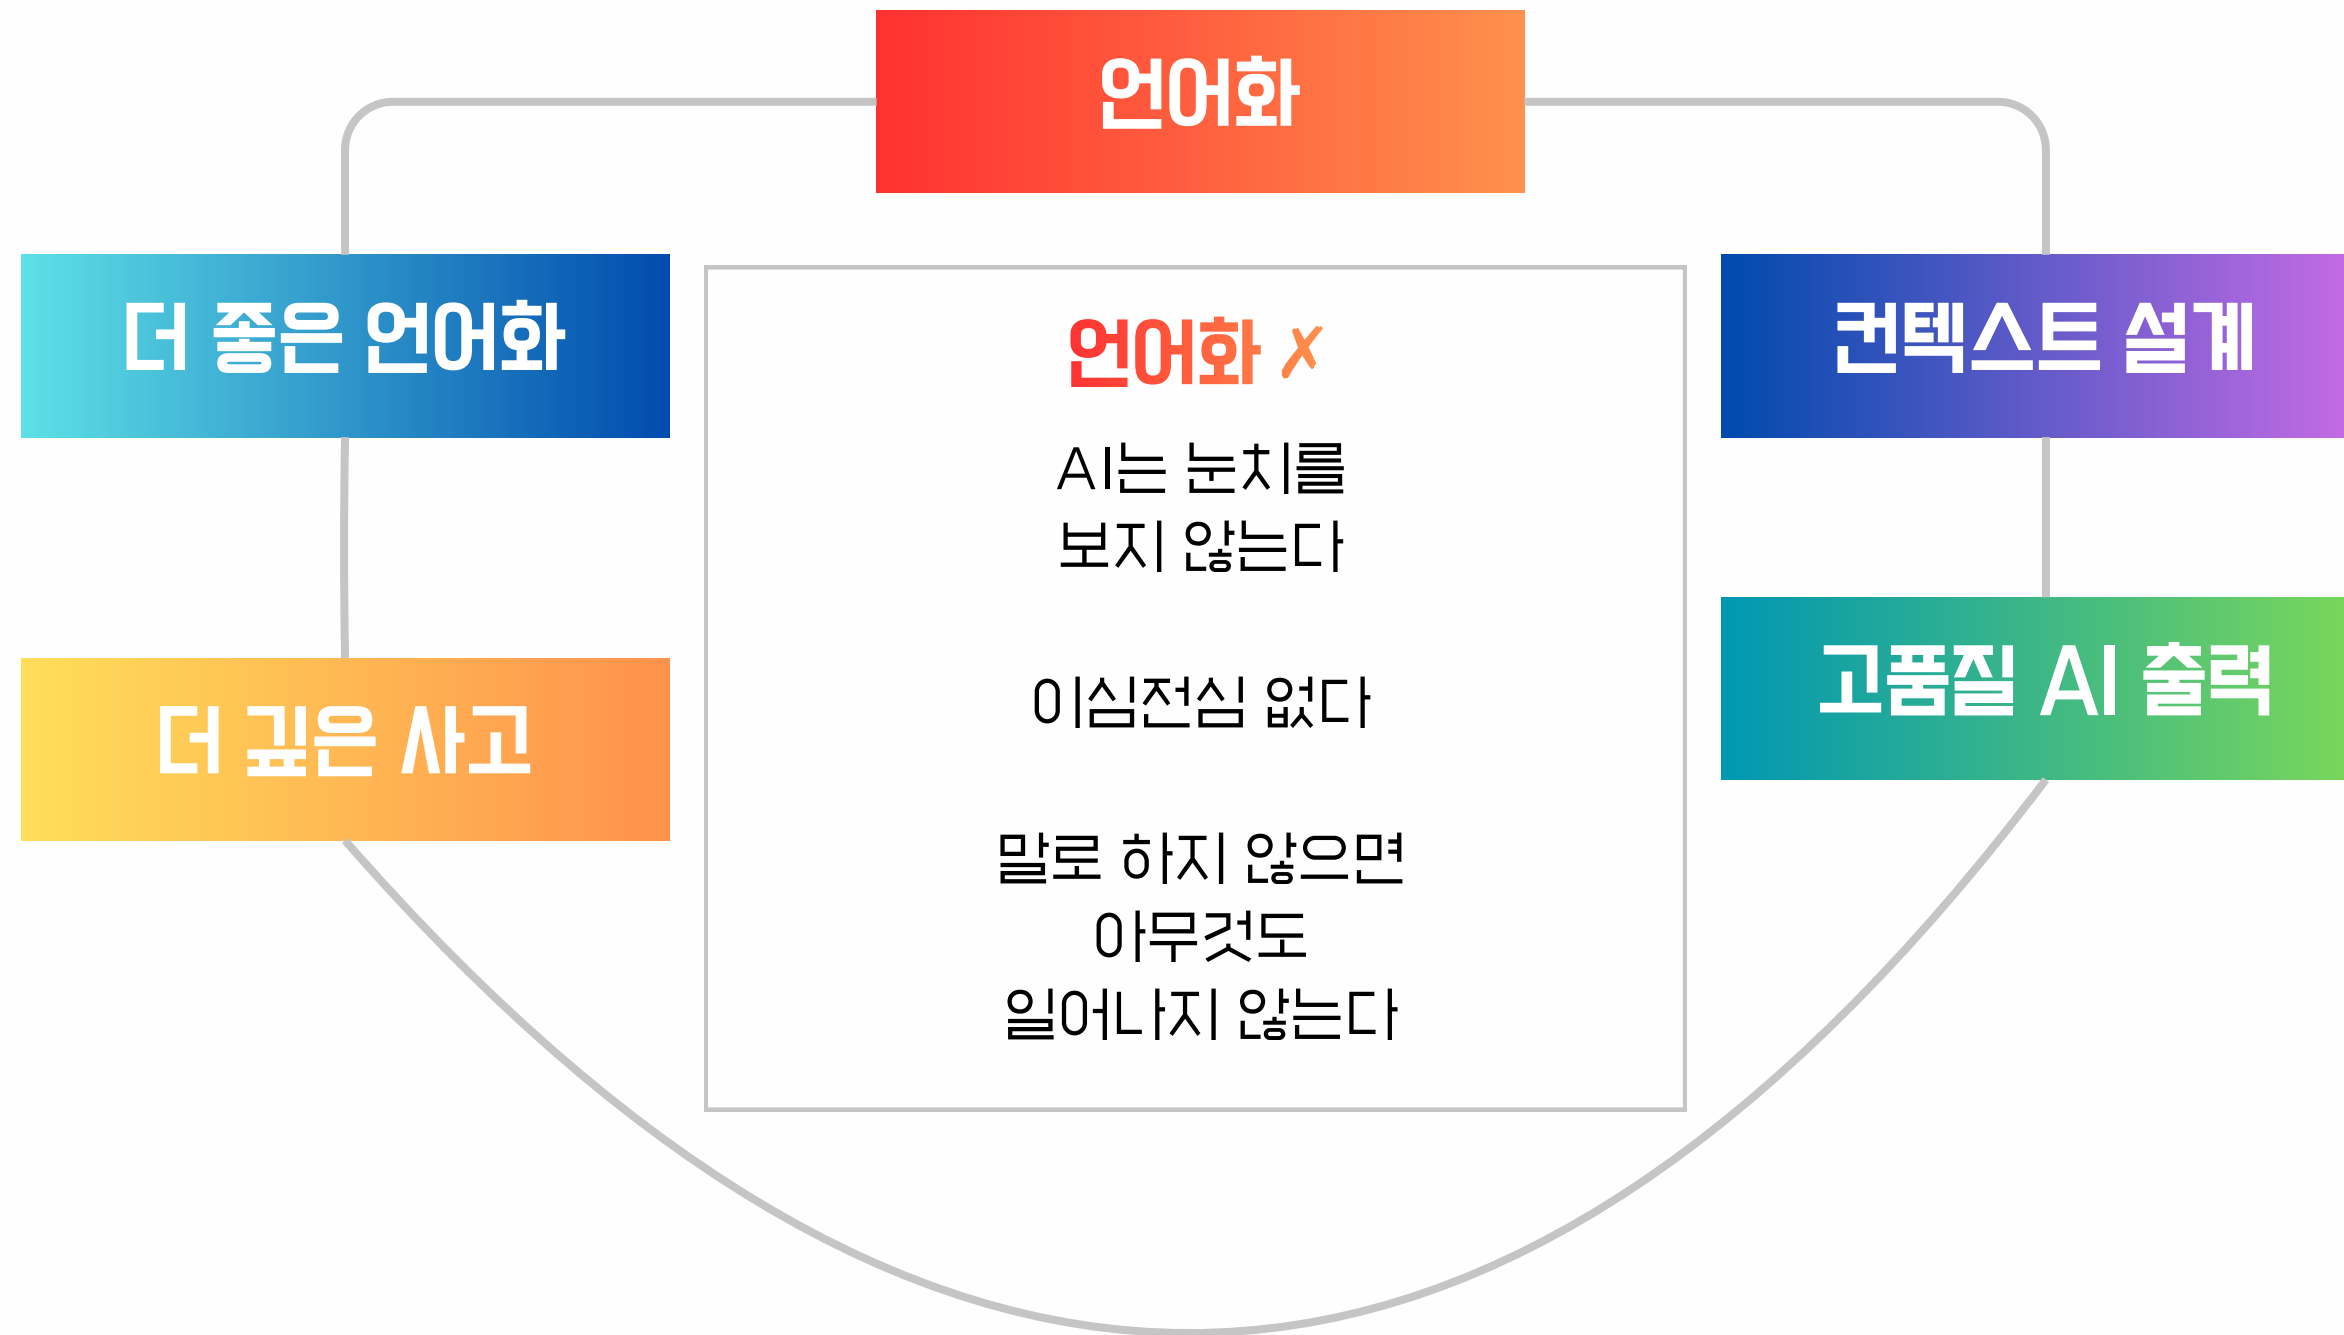 언어화
더 좋은 언어화
컨텍스트 설계
언어화 ✗
AI는 눈치를
보지 않는다
이심전심 없다
말로 하지 않으면
아무것도
일어나지 않는다
더 깊은 사고
고품질 AI 출력